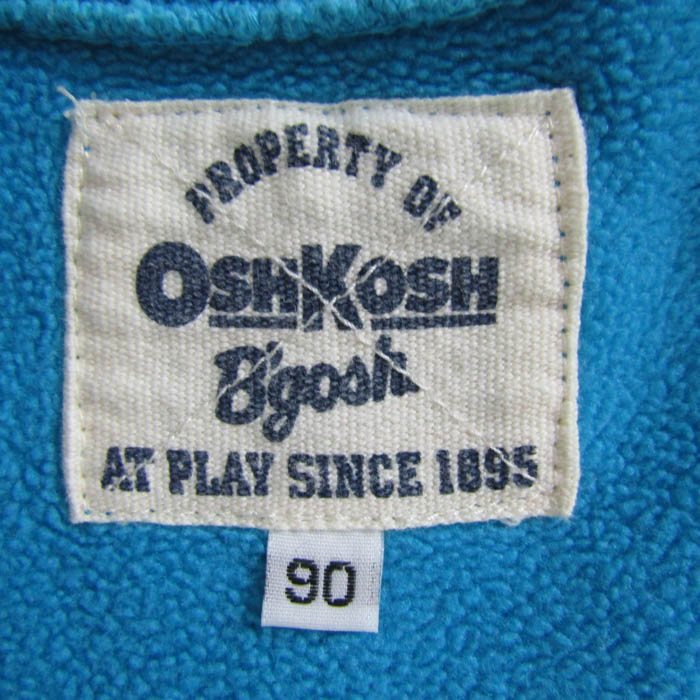 PROPERTY OF
OSHKOSH
B'gosh
AT PLAY SINCE 1895
90